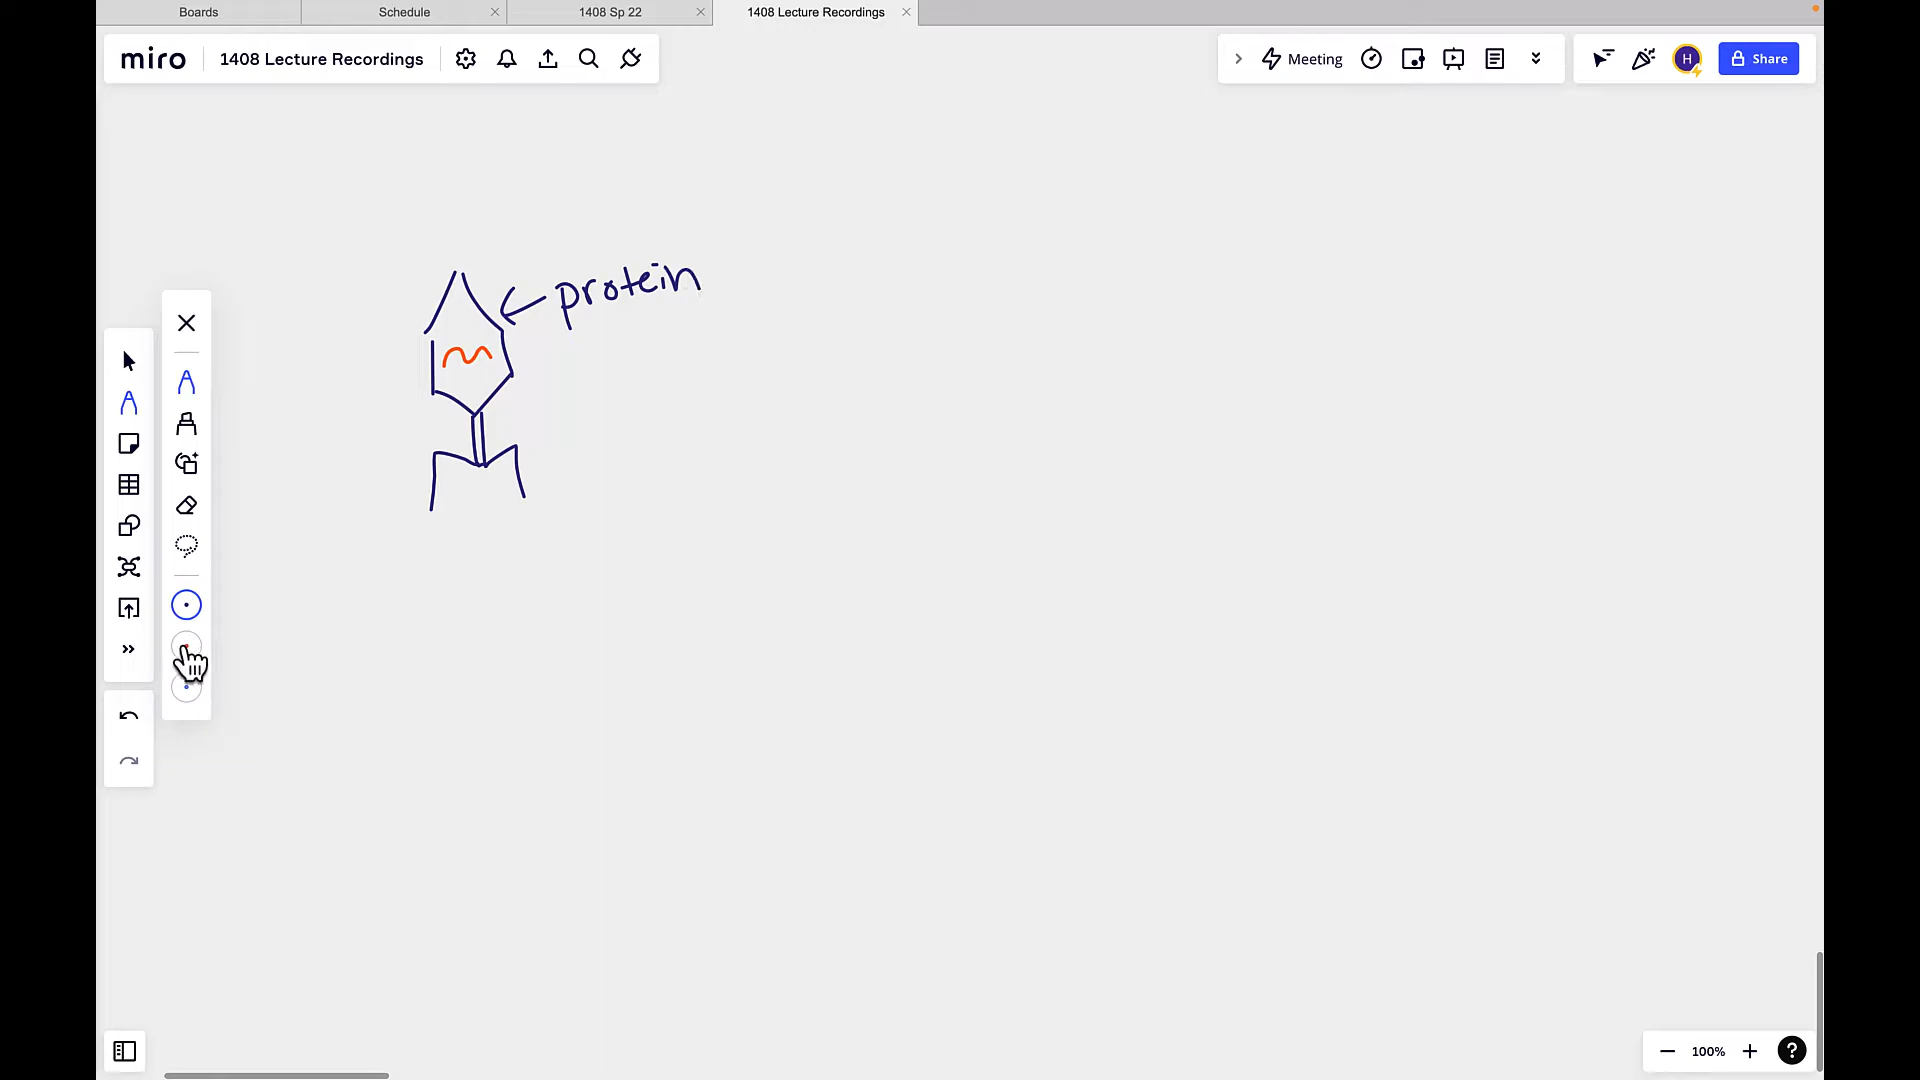 Boards Schedule 1408 Sp 22 1408 Lecture Recordings
miro 1408 Lecture Recordings Meeting H Share
protein
100% ?